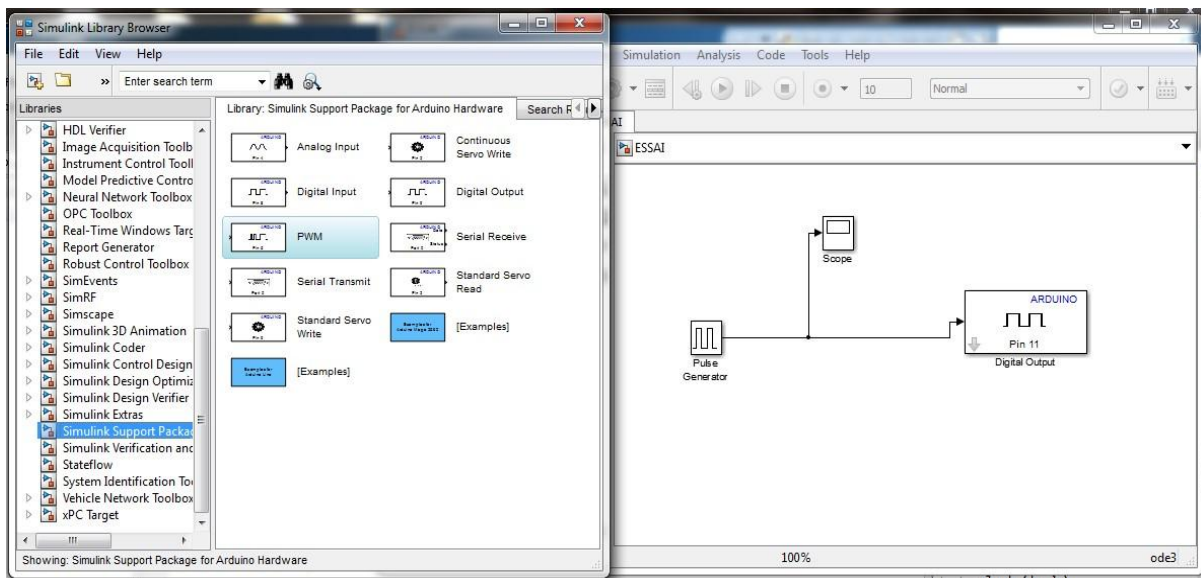 Simulink Library Browser
File Edit View Help
» Enter search term
Libraries
HDL Verifier
Image Acquisition Toolb
Instrument Control Tooll
Model Predictive Contro
Neural Network Toolbox
OPC Toolbox
Real-Time Windows Targ
Report Generator
Robust Control Toolbox
SimEvents
SimRF
Simscape
Simulink 3D Animation
Simulink Coder
Simulink Control Design
Simulink Design Optimiz
Simulink Design Verifier
Simulink Extras
Simulink Support Packag
Simulink Verification and
Stateflow
System Identification Too
Vehicle Network Toolbox
xPC Target
Library: Simulink Support Package for Arduino Hardware
Search R
Analog Input
Continuous
Servo Write
Digital Input
Digital Output
PWM
Serial Receive
Serial Transmit
Standard Servo
Read
Standard Servo
Write
[Examples]
[Examples]
Showing: Simulink Support Package for Arduino Hardware
Simulation Analysis Code Tools Help
10 Normal
AI
ESSAI
Scope
Pulse
Generator
ARDUINO
Pin 11
Digital Output
100% ode3